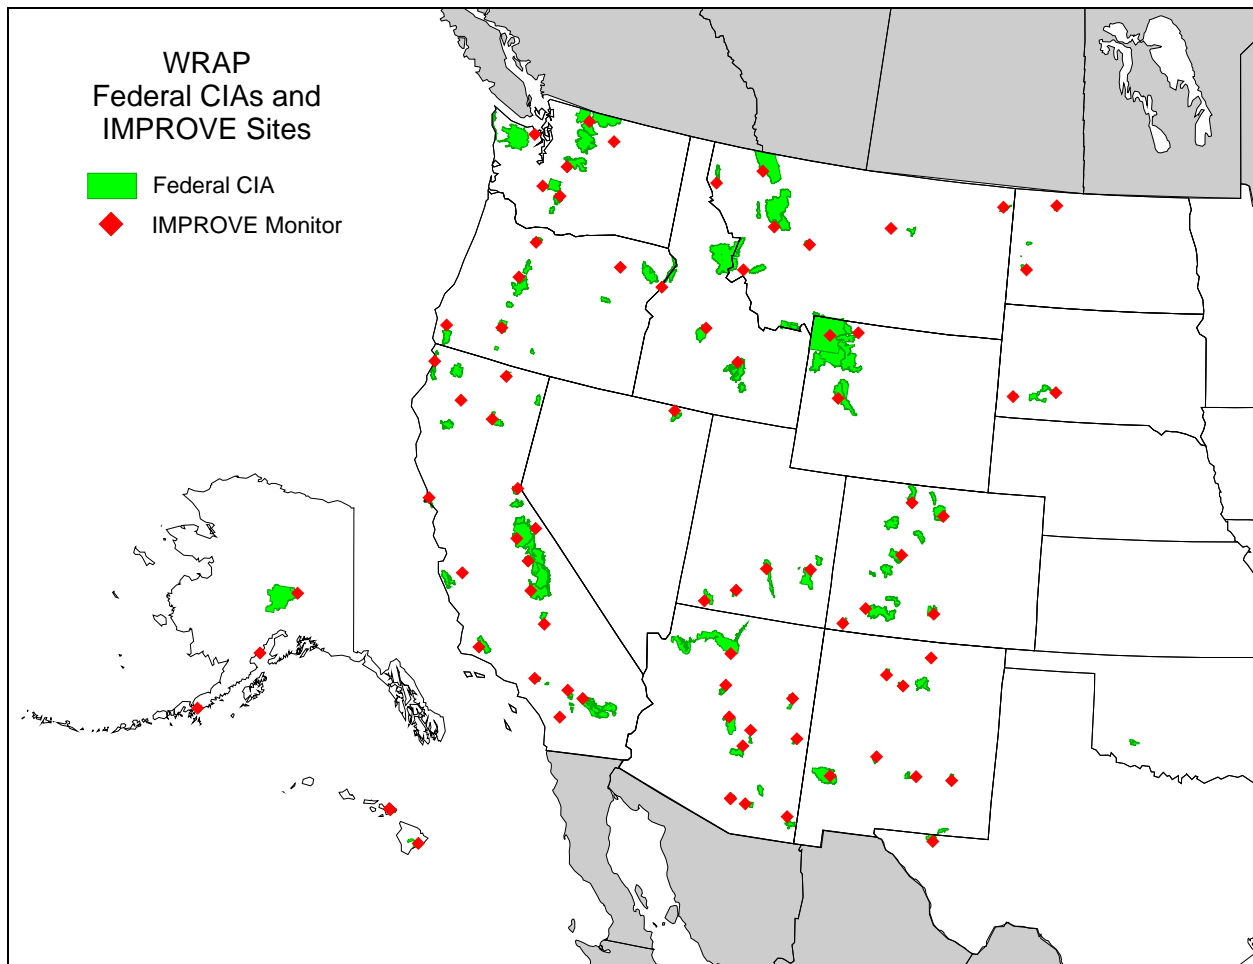 WRAP
Federal CIAs and
IMPROVE Sites
Federal CIA
IMPROVE Monitor